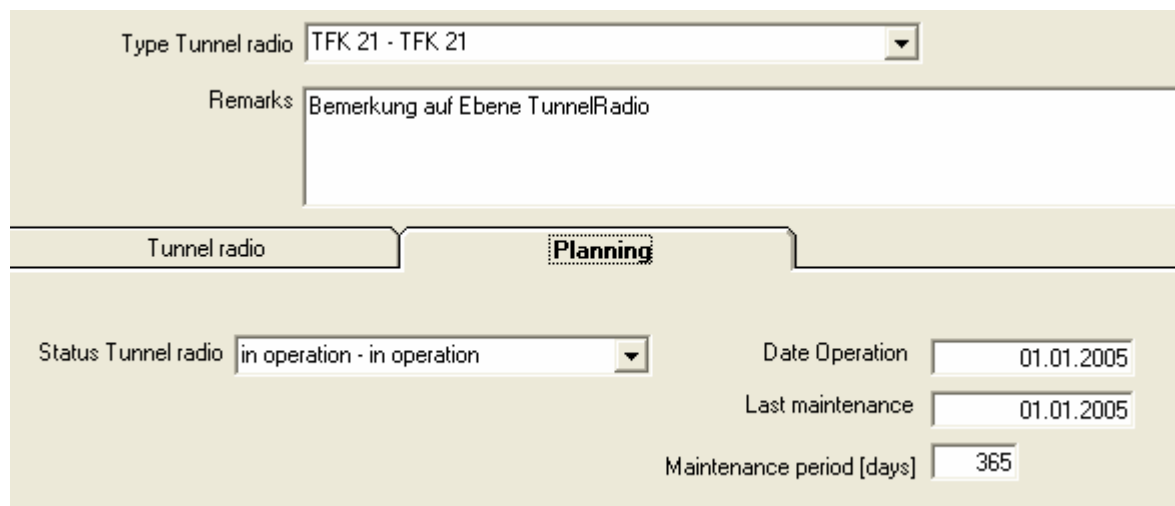 Type Tunnel radio TFK 21 - TFK 21
Remarks Bemerkung auf Ebene TunnelRadio
Tunnel radio Planning
Status Tunnel radio in operation - in operation Date Operation 01.01.2005
Last maintenance 01.01.2005
Maintenance period [days] 365